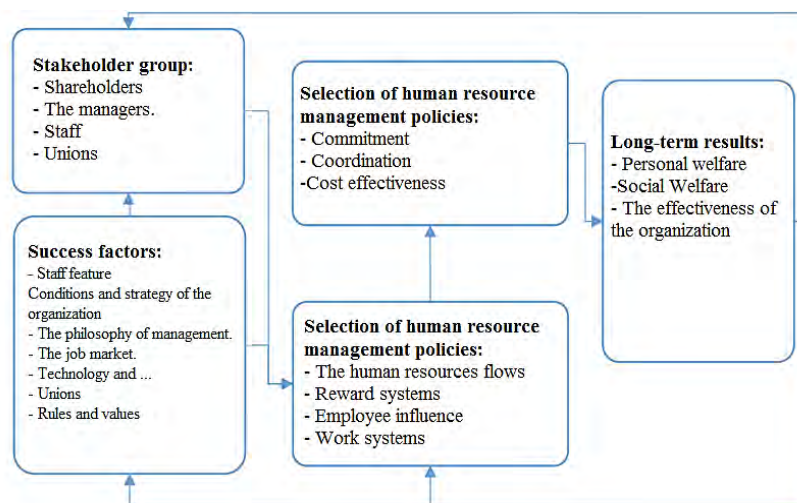 Stakeholder group:
- Shareholders
- The managers.
- Staff
- Unions
Success factors:
- Staff feature
Conditions and strategy of the
organization
- The philosophy of management.
- The job market.
- Technology and ...
- Unions
- Rules and values
Selection of human resource
management policies:
- Commitment
- Coordination
-Cost effectiveness
Selection of human resource
management policies:
- The human resources flows
- Reward systems
- Employee influence
- Work systems
Long-term results:
- Personal welfare
-Social Welfare
- The effectiveness of
the organization